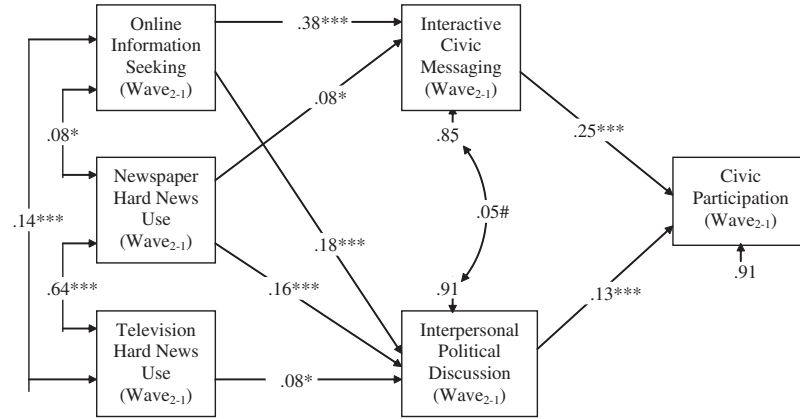 Online
Information
Seeking
(Wave₂₋₁)
.38***
Interactive
Civic
Messaging
(Wave₂₋₁)
.08*
.08*
.85
.25***
Newspaper
Hard News
Use
(Wave₂₋₁)
Civic
Participation
(Wave₂₋₁)
.14***
.05#
.18***
.91
.64***
.16***
.91
.13***
Television
Hard News
Use
(Wave₂₋₁)
.08*
Interpersonal
Political
Discussion
(Wave₂₋₁)